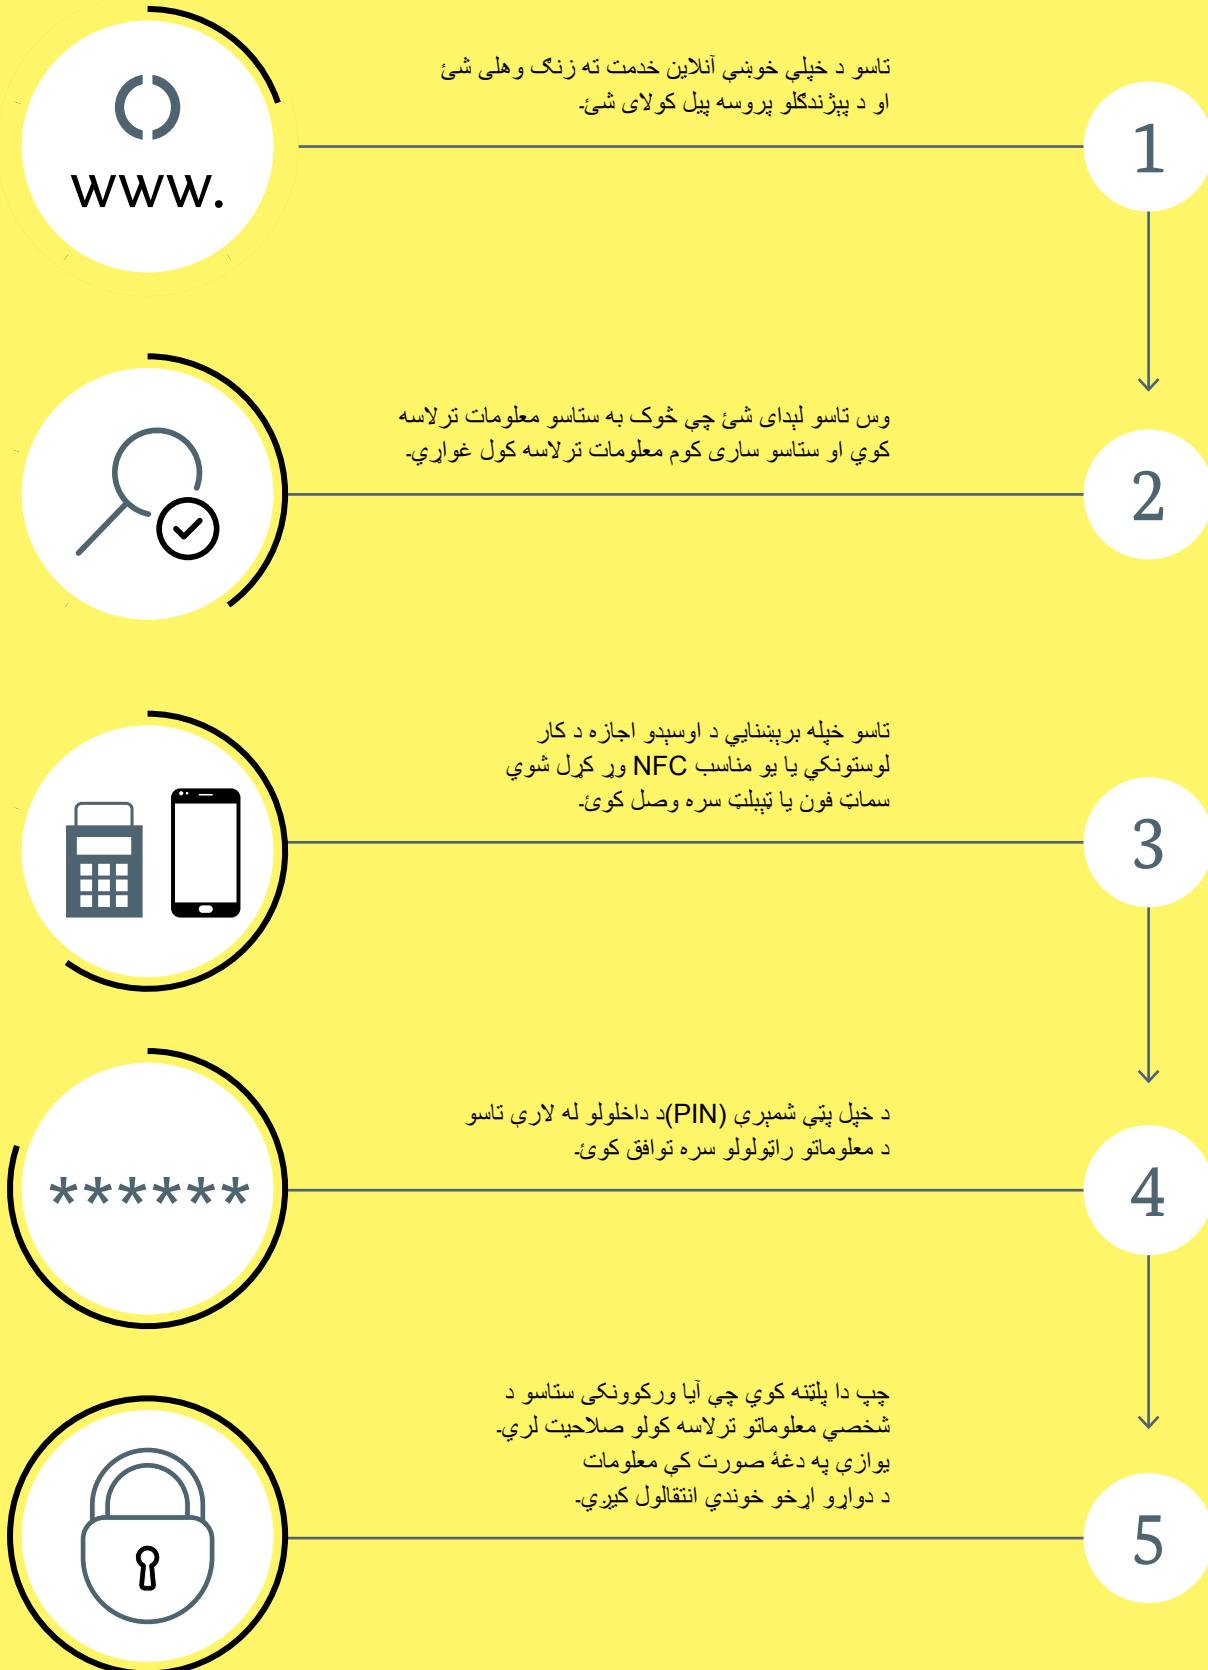 www.
تاسو د خپلې خوښې آنلاین خدمت ته زنګ وهلی شئ
او د پېژندګلو پروسه پیل کولای شئ۔
1
وس تاسو لېدای شئ چې څوک به ستاسو معلومات ترلاسه
کوي او ستاسو ساری کوم معلومات ترلاسه کول غواړي۔
2
تاسو خپله برېښنایي د اوسېدو اجازه د کار
لوستونکي یا یو مناسب NFC وړ کړل شوي
سماټ فون یا ټېبلټ سره وصل کوئ۔
3
د خپل پټې شمېرې (PIN)د داخلولو له لارې تاسو
د معلوماتو راټولولو سره توافق کوئ۔
******
4
چپ دا پلټنه کوي چې آیا ورکوونکی ستاسو د
شخصي معلوماتو ترلاسه کولو صلاحیت لري۔
یوازې په دغهٔ صورت کې معلومات
د دواړو اړخو خوندي انتقالول کیږي۔
5